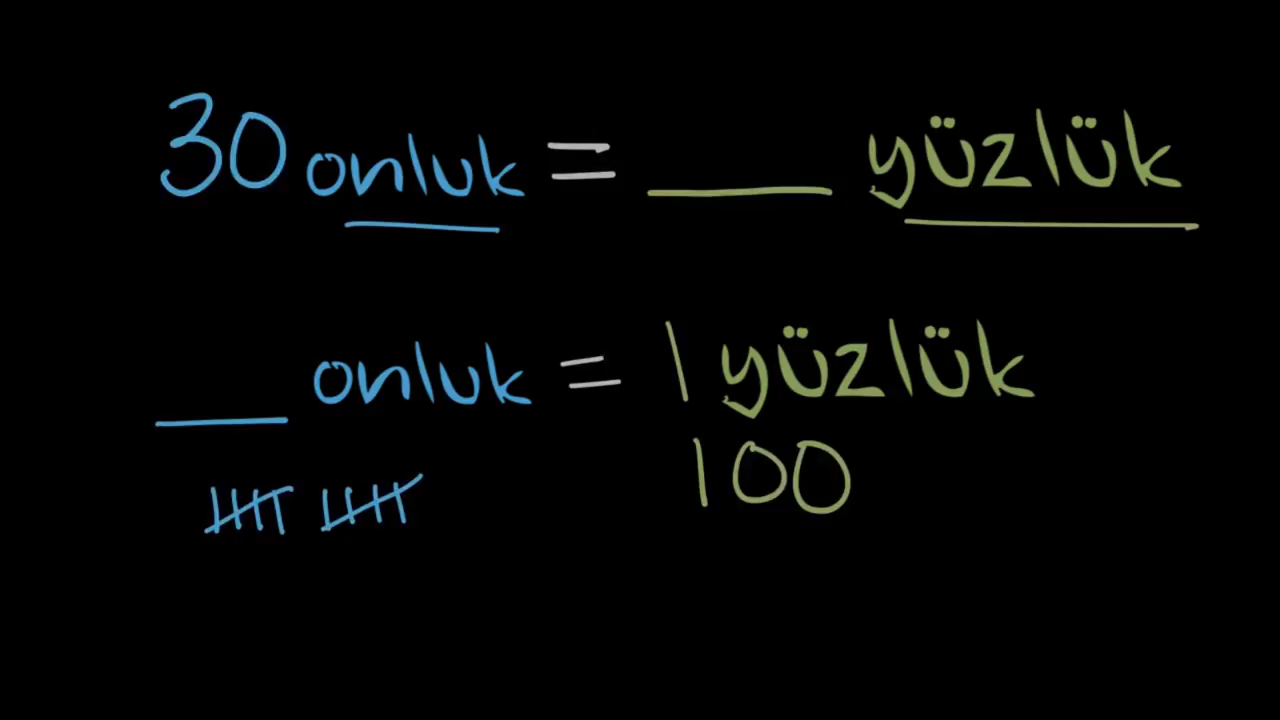 30 onluk = ____ yüzlük
____ onluk = 1 yüzlük
100